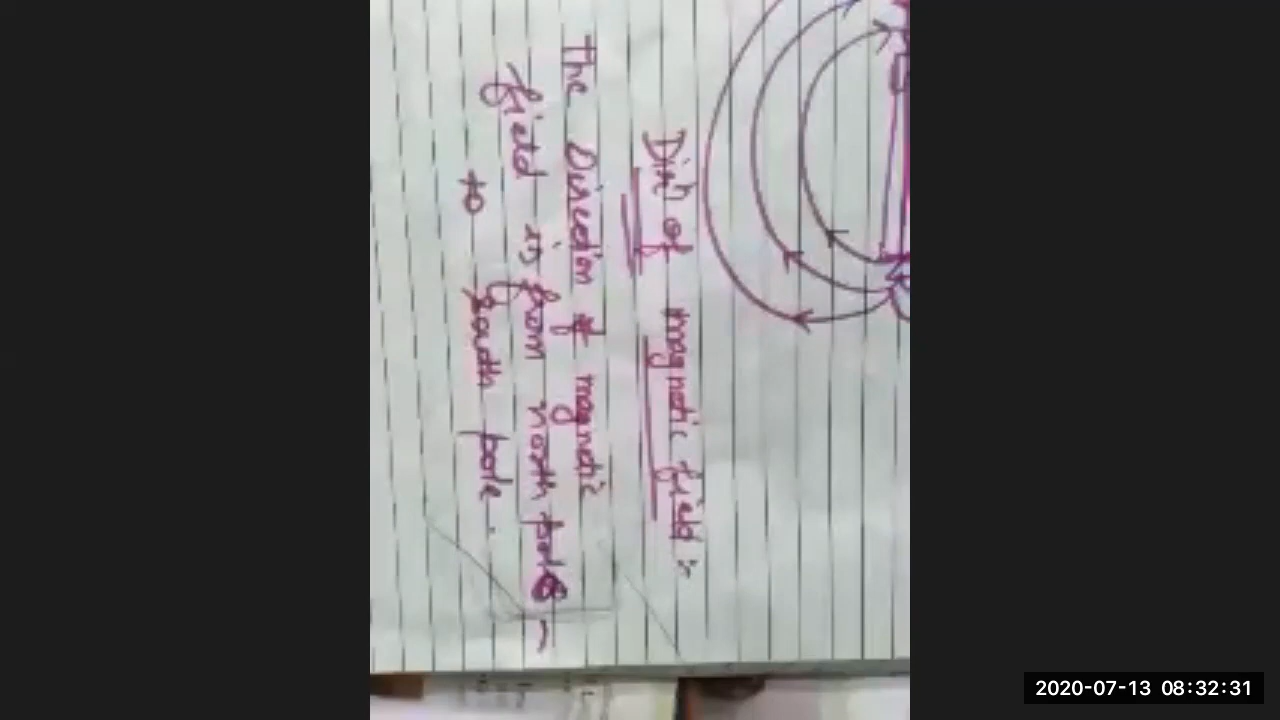 S
N
Dirⁿ of magnetic field :-
The Direction of magnetic
field is from north pole
to south pole.
2020-07-13 08:32:31